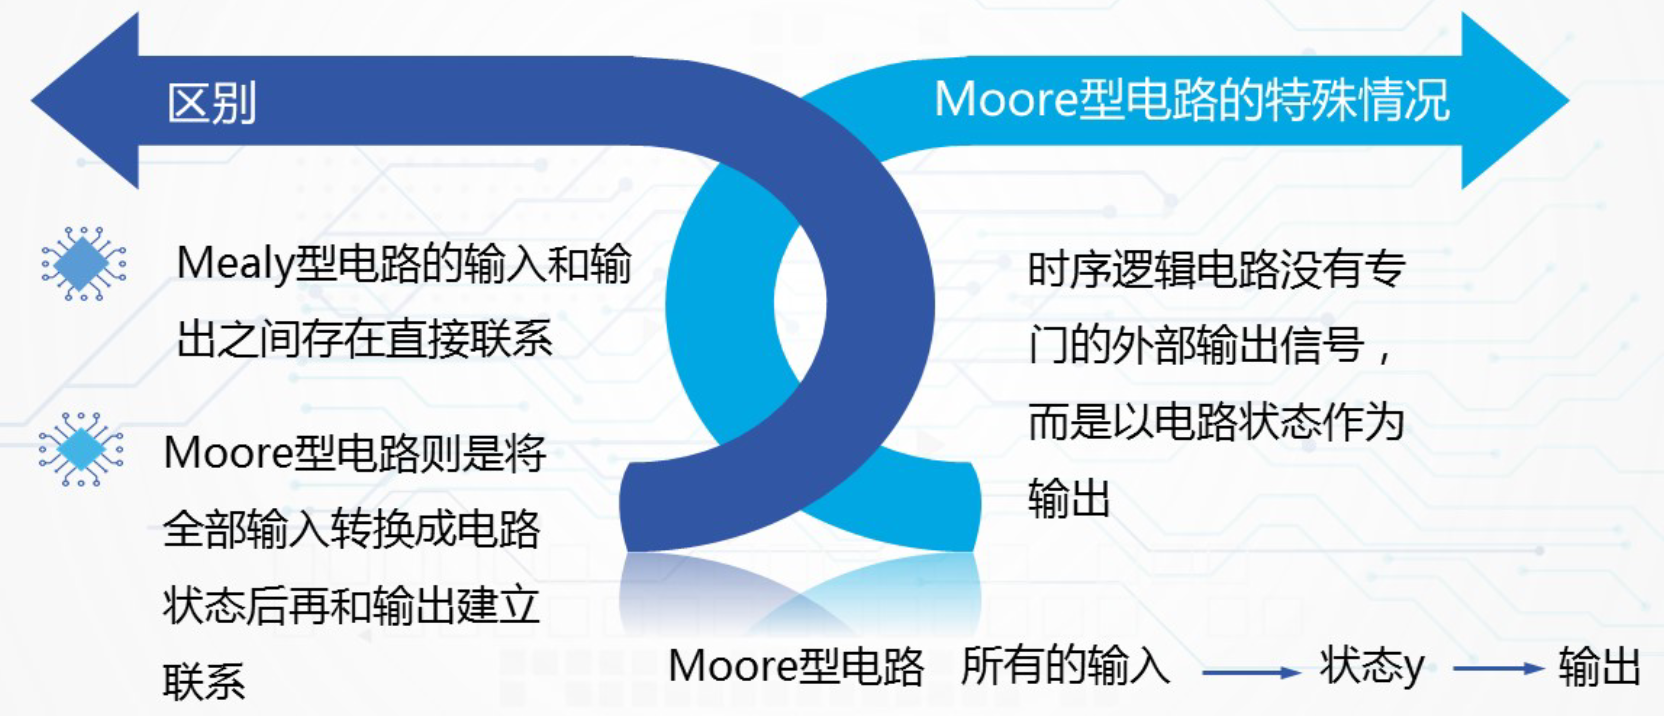 区别
Mealy型电路的输入和输
出之间存在直接联系
Moore型电路则是将
全部输入转换成电路
状态后再和输出建立
联系
Moore型电路的特殊情况
时序逻辑电路没有专
门的外部输出信号，
而是以电路状态作为
输出
Moore型电路 所有的输入 → 状态y → 输出